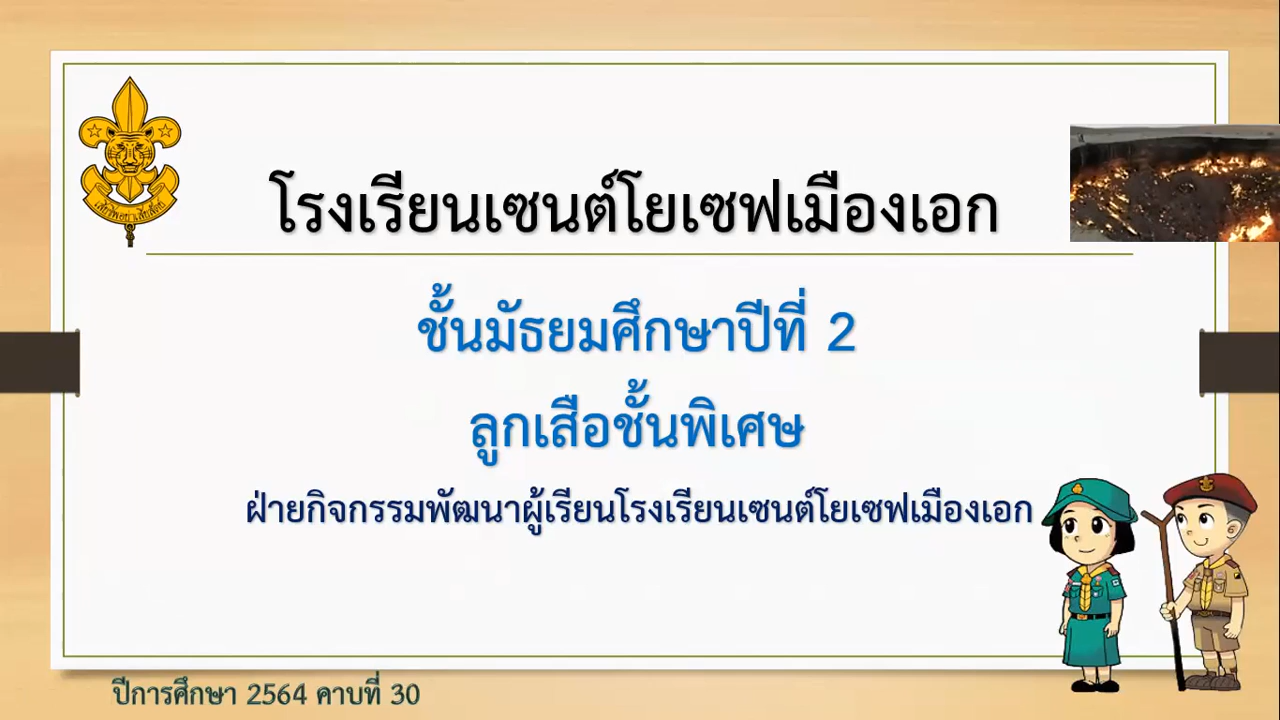 โรงเรียนเซนต์โยเซฟเมืองเอก
ชั้นมัธยมศึกษาปีที่ 2
ลูกเสือชั้นพิเศษ
ฝ่ายกิจกรรมพัฒนาผู้เรียนโรงเรียนเซนต์โยเซฟเมืองเอก
ปีการศึกษา 2564 คาบที่ 30